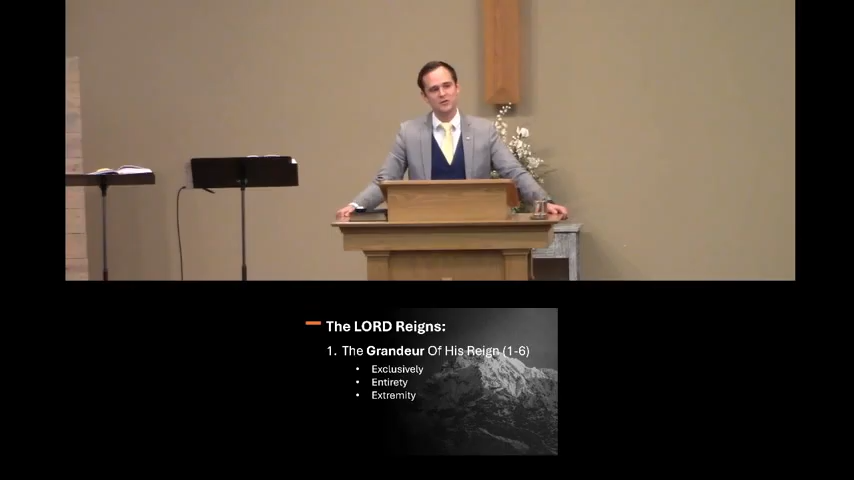 The LORD Reigns:
1. The Grandeur Of His Reign (1-6)
• Exclusively
• Entirety
• Extremity